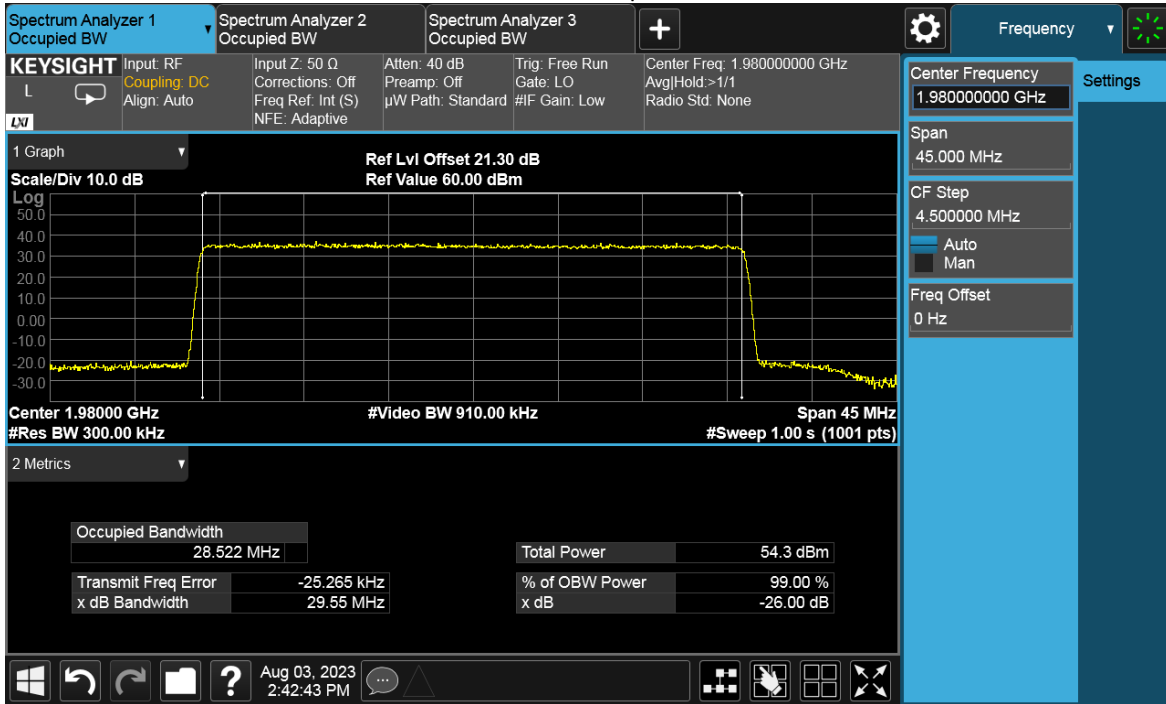 Spectrum Analyzer 1
Occupied BW
Spectrum Analyzer 2
Occupied BW
Spectrum Analyzer 3
Occupied BW
Frequency
KEYSIGHT
L
LXI
Input: RF
Coupling: DC
Align: Auto
Input Z: 50 Ω
Corrections: Off
Freq Ref: Int (S)
NFE: Adaptive
Atten: 40 dB
Preamp: Off
µW Path: Standard
Trig: Free Run
Gate: LO
#IF Gain: Low
Center Freq: 1.980000000 GHz
Avg|Hold:>1/1
Radio Std: None
Center Frequency
1.980000000 GHz
Settings
Span
45.000 MHz
CF Step
4.500000 MHz
Auto
Man
Freq Offset
0 Hz
1 Graph
Ref Lvl Offset 21.30 dB
Scale/Div 10.0 dB
Ref Value 60.00 dBm
Log
50.0
40.0
30.0
20.0
10.0
0.00
-10.0
-20.0
-30.0
Center 1.98000 GHz
#Video BW 910.00 kHz
Span 45 MHz
#Res BW 300.00 kHz
#Sweep 1.00 s (1001 pts)
2 Metrics
Occupied Bandwidth
28.522 MHz
Total Power 54.3 dBm
Transmit Freq Error -25.265 kHz
% of OBW Power 99.00 %
x dB Bandwidth 29.55 MHz
x dB -26.00 dB
?
Aug 03, 2023
2:42:43 PM